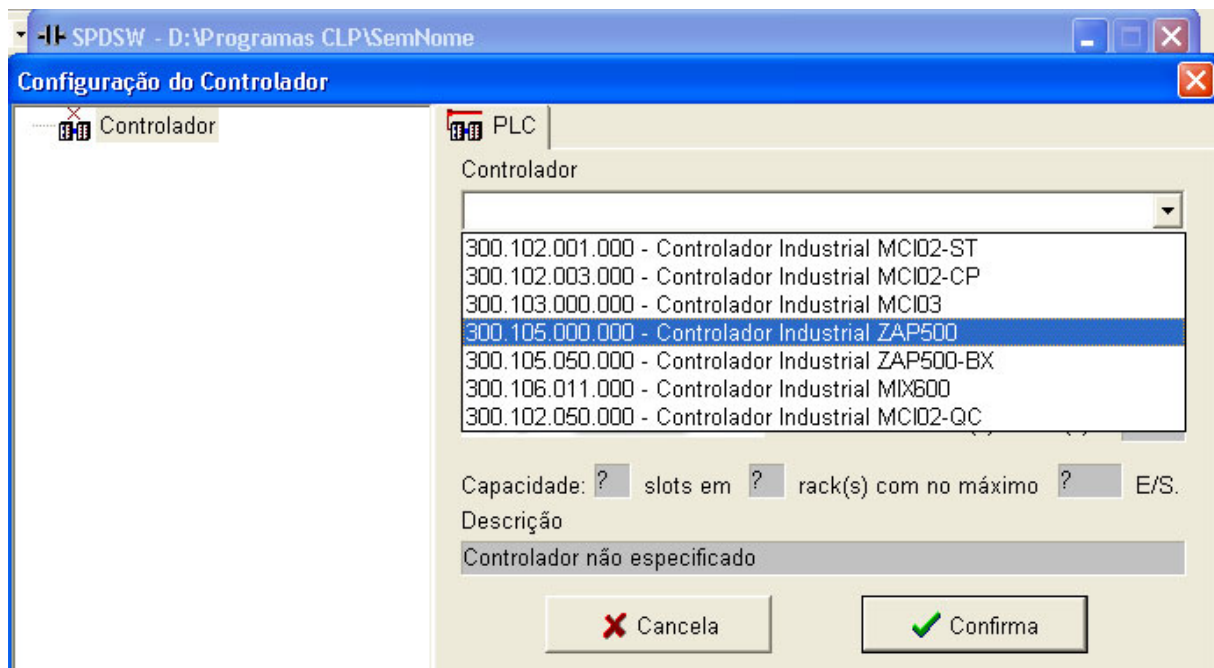 SPDSW - D:\Programas CLP\SemNome
Configuração do Controlador
Controlador
PLC
Controlador
300.102.001.000 - Controlador Industrial MCI02-ST
300.102.003.000 - Controlador Industrial MCI02-CP
300.103.000.000 - Controlador Industrial MCI03
300.105.000.000 - Controlador Industrial ZAP500
300.105.050.000 - Controlador Industrial ZAP500-BX
300.106.011.000 - Controlador Industrial MIX600
300.102.050.000 - Controlador Industrial MCI02-QC
Capacidade: ? slots em ? rack(s) com no máximo ? E/S.
Descrição
Controlador não especificado
Cancela
Confirma